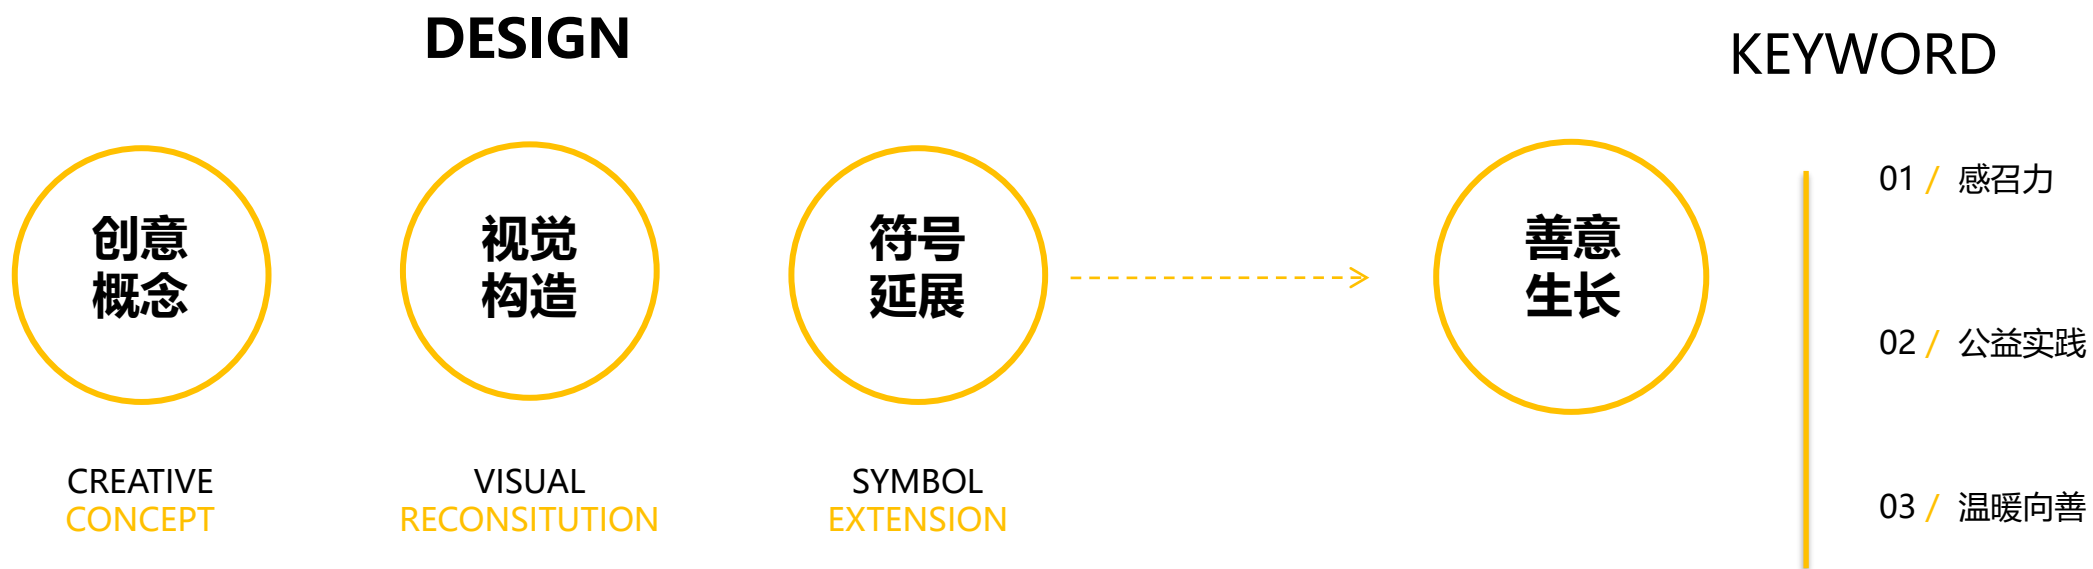 DESIGN
KEYWORD
创意
概念
视觉
构造
符号
延展
善意
生长
CREATIVE
CONCEPT
VISUAL
RECONSITUTION
SYMBOL
EXTENSION
01 / 感召力
02 / 公益实践
03 / 温暖向善